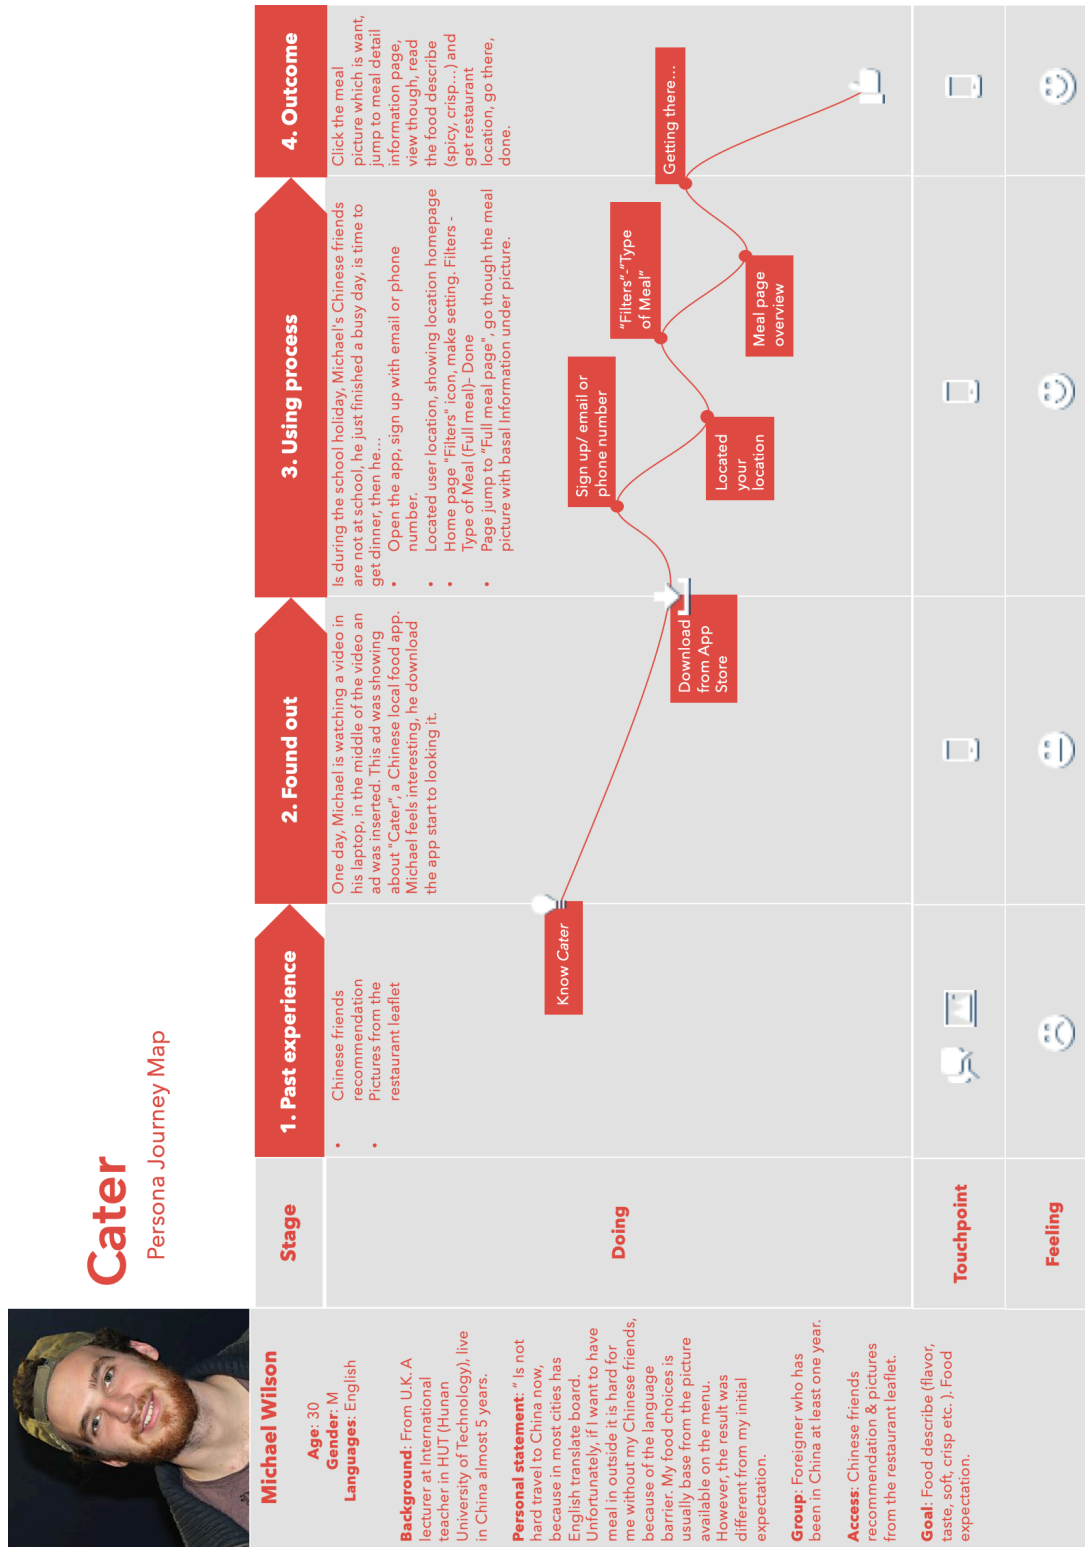 Cater
Persona Journey Map
Michael Wilson
Age: 30
Gender: M
Languages: English
Background: From U.K. A
lecturer at International
teacher in HUT (Hunan
University of Technology), live
in China almost 5 years.
Personal statement: “ Is not
hard travel to China now,
because in most cities has
English translate board.
Unfortunately, if I want to have
meal in outside it is hard for
me without my Chinese friends,
because of the language
barrier. My food choices is
usually base from the picture
available on the menu.
However, the result was
different from my initial
expectation.
Group: Foreigner who has
been in China at least one year.
Access: Chinese friends
recommendation & pictures
from the restaurant leaflet.
Goal: Food describe (flavor,
taste, soft, crisp etc. ). Food
expectation.
Stage
1. Past experience
2. Found out
3. Using process
4. Outcome
Doing
• Chinese friends
recommendation
• Pictures from the
restaurant leaflet
One day, Michael is watching a video in
his laptop, in the middle of the video an
ad was inserted. This ad was showing
about "Cater”, a Chinese local food app.
Michael feels interesting, he download
the app start to looking it.
Is during the school holiday, Michael's Chinese friends
are not at school, he just finished a busy day, is time to
get dinner, then he…
• Open the app, sign up with email or phone
number.
• Located user location, showing location homepage
• Home page "Filters" icon, make setting. Filters -
Type of Meal (Full meal)- Done
• Page jump to “Full meal page", go though the meal
picture with basal Information under picture.
Click the meal
picture which is want,
jump to meal detail
information page,
view though, read
the food describe
(spicy, crisp…) and
get restaurant
location, go there,
done.
Know Cater
Download
from App
Store
Sign up/ email or
phone number
Located
your
location
“Filters”-“Type
of Meal”
Meal page
overview
Getting there…
Touchpoint
Feeling